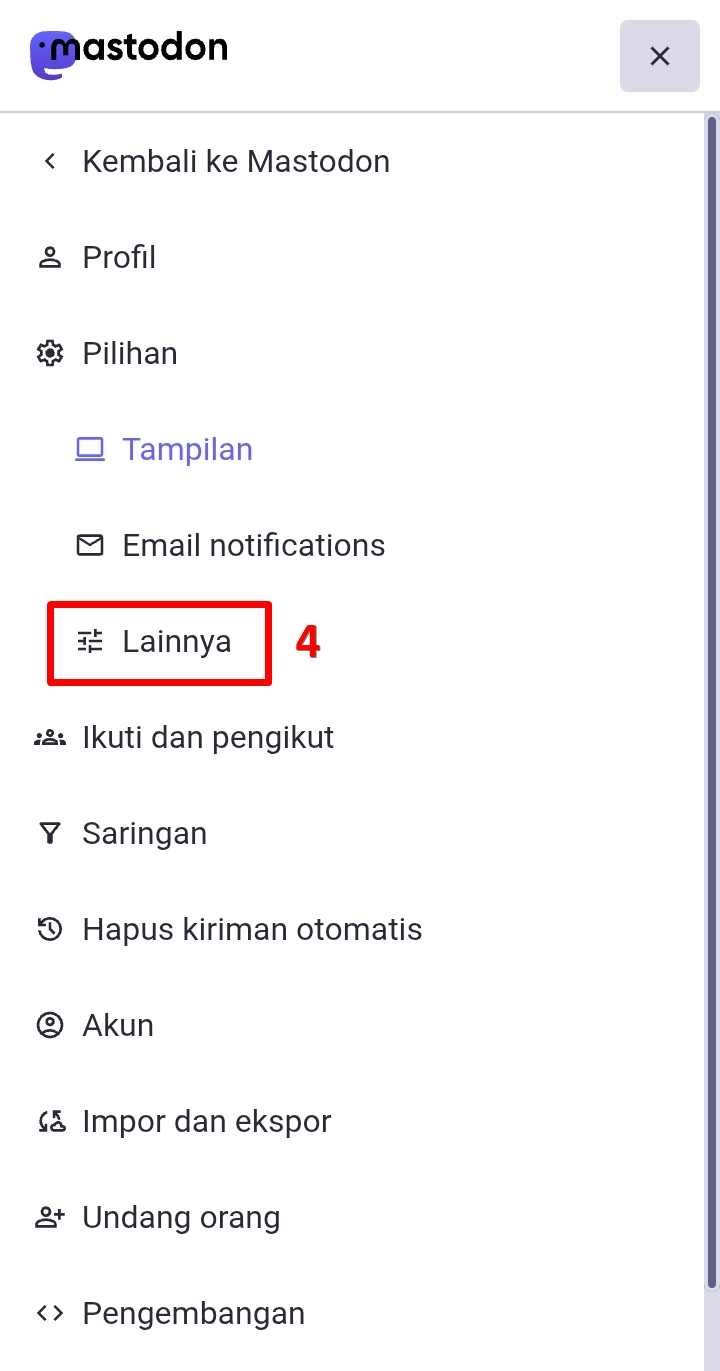 mastodon
Kembali ke Mastodon
Profil
Pilihan
Tampilan
Email notifications
Lainnya 4
Ikuti dan pengikut
Saringan
Hapus kiriman otomatis
Akun
Impor dan ekspor
Undang orang
Pengembangan